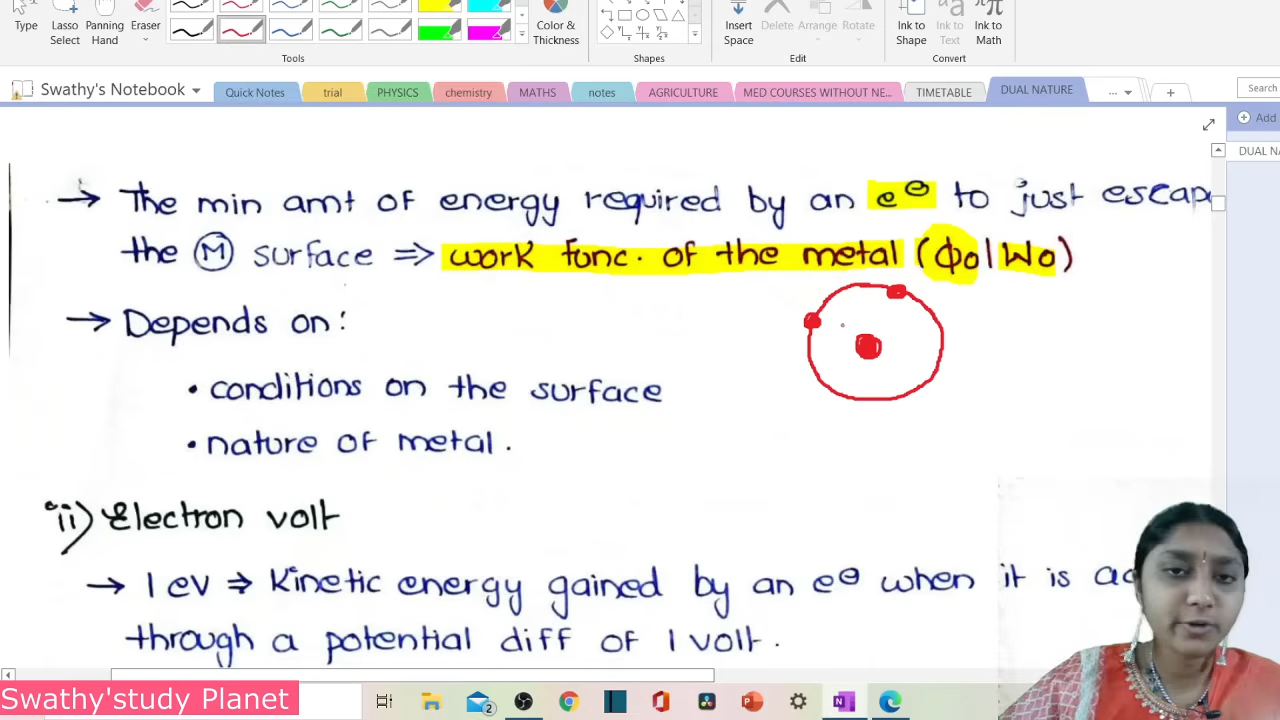 Type
Lasso Select
Panning Hand
Eraser
Color & Thickness
Insert Space
Delete
Arrange
Rotate
Ink to Shape
Ink to Text
Ink to Math
Tools
Shapes
Edit
Convert
Swathy's Notebook
Quick Notes
trial
PHYSICS
chemistry
MATHS
notes
AGRICULTURE
MED COURSES WITHOUT NE...
TIMETABLE
DUAL NATURE
...
Search
Add
DUAL NA
→ The min amt of energy required by an e⊖ to just escap
the Ⓜ surface ⇒ work func. of the metal (Φo|Wo)
→ Depends on:
• conditions on the surface
• nature of metal.
ii) Electron volt
→ 1 eV ⇒ Kinetic energy gained by an e⊖ when it is ac
through a potential diff of 1 volt.
Swathy'study Planet
2